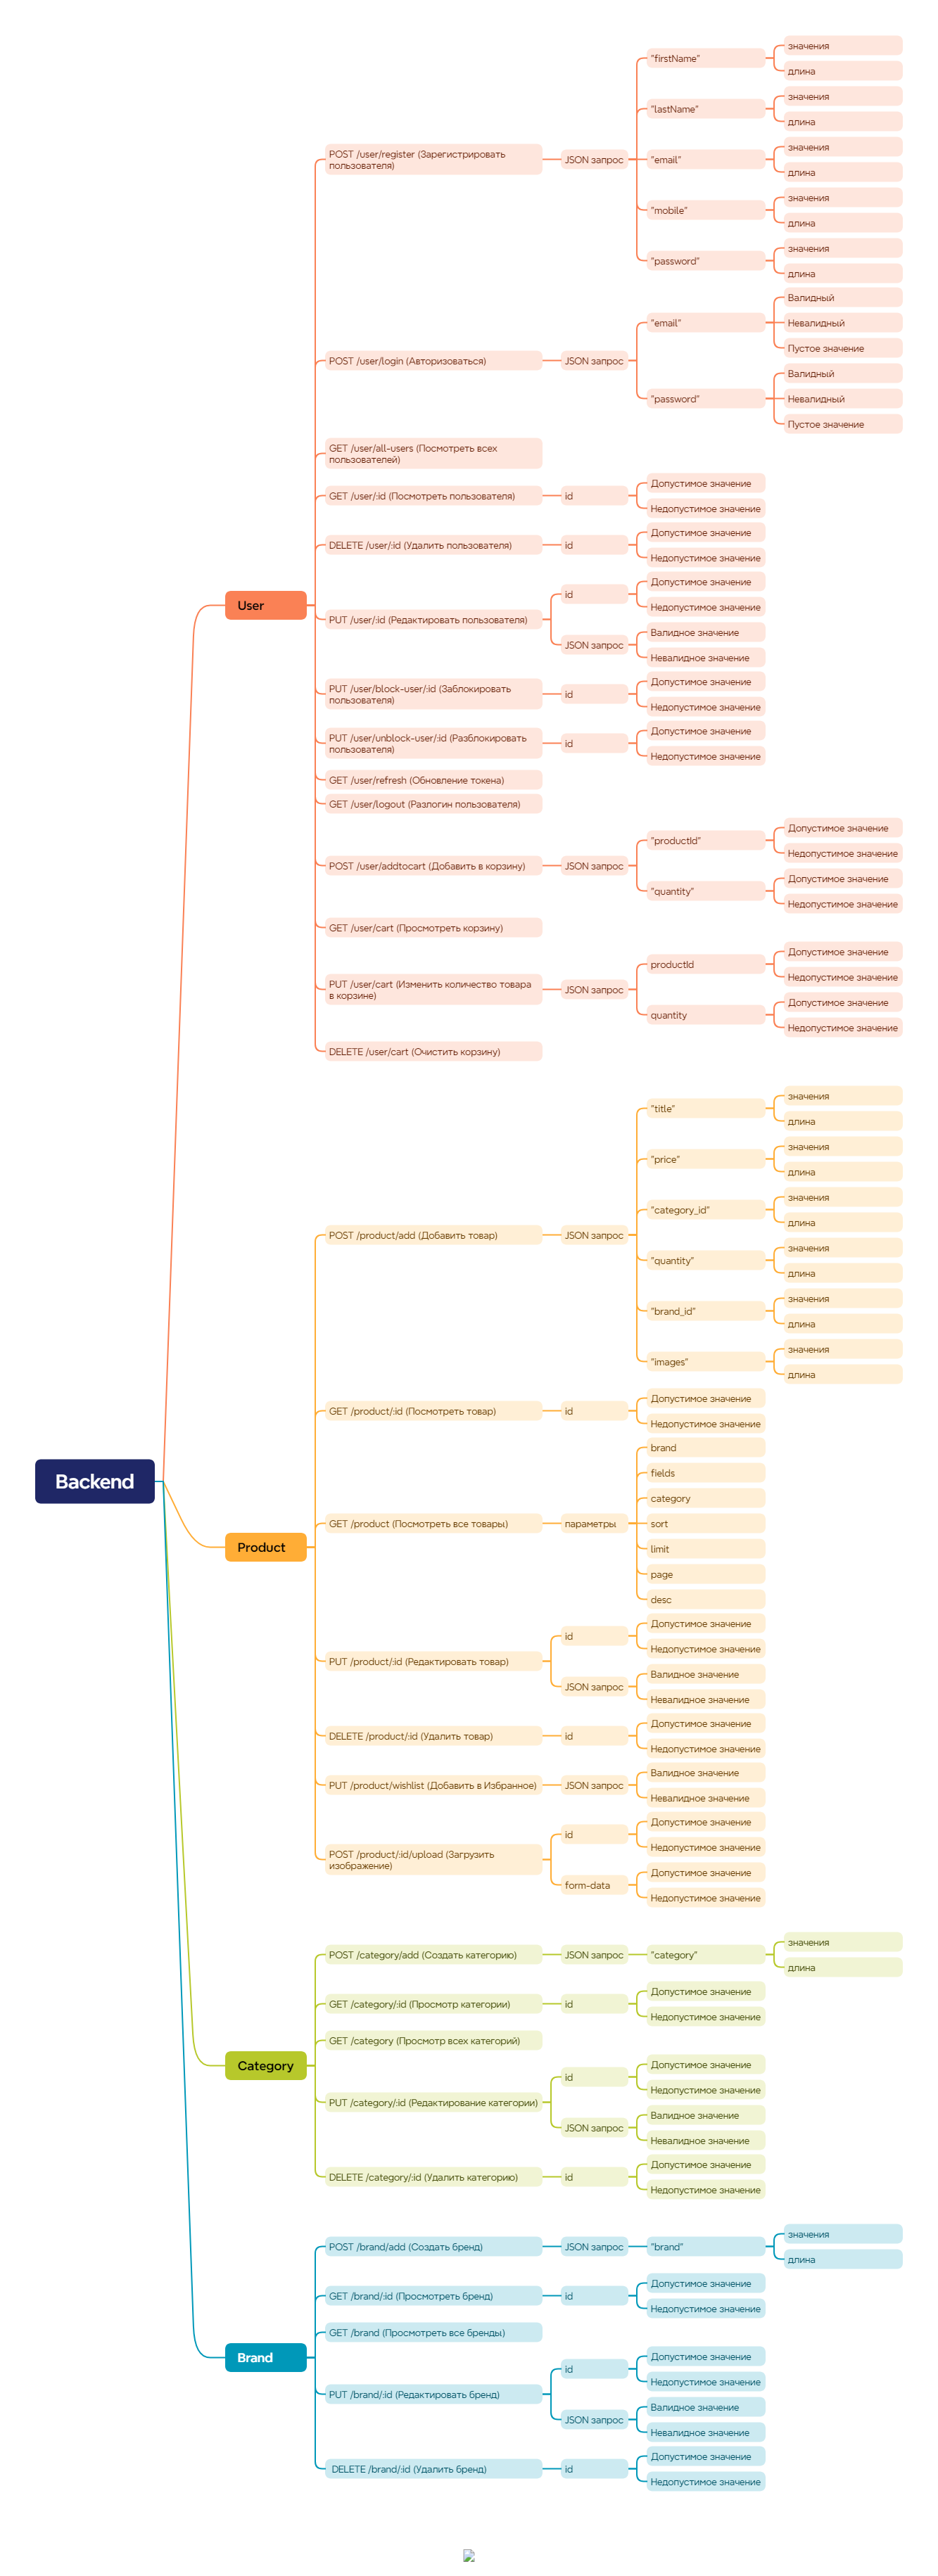 Backend
User
POST /user/register (Зарегистрировать
пользователя)
JSON запрос
"firstName"
значения
длина
"lastName"
значения
длина
"email"
значения
длина
"mobile"
значения
длина
"password"
значения
длина
POST /user/login (Авторизоваться)
JSON запрос
"email"
Валидный
Невалидный
Пустое значение
"password"
Валидный
Невалидный
Пустое значение
GET /user/all-users (Посмотреть всех
пользователей)
GET /user/:id (Посмотреть пользователя)
id
Допустимое значение
Недопустимое значение
DELETE /user/:id (Удалить пользователя)
id
Допустимое значение
Недопустимое значение
PUT /user/:id (Редактировать пользователя)
id
Допустимое значение
Недопустимое значение
JSON запрос
Валидное значение
Невалидное значение
PUT /user/block-user/:id (Заблокировать
пользователя)
id
Допустимое значение
Недопустимое значение
PUT /user/unblock-user/:id (Разблокировать
пользователя)
id
Допустимое значение
Недопустимое значение
GET /user/refresh (Обновление токена)
GET /user/logout (Разлогин пользователя)
POST /user/addtocart (Добавить в корзину)
JSON запрос
"productId"
Допустимое значение
Недопустимое значение
"quantity"
Допустимое значение
Недопустимое значение
GET /user/cart (Просмотреть корзину)
PUT /user/cart (Изменить количество товара
в корзине)
JSON запрос
productId
Допустимое значение
Недопустимое значение
quantity
Допустимое значение
Недопустимое значение
DELETE /user/cart (Очистить корзину)
Product
POST /product/add (Добавить товар)
JSON запрос
"title"
значения
длина
"price"
значения
длина
"category_id"
значения
длина
"quantity"
значения
длина
"brand_id"
значения
длина
"images"
значения
длина
GET /product/:id (Посмотреть товар)
id
Допустимое значение
Недопустимое значение
GET /product (Посмотреть все товары)
параметры
brand
fields
category
sort
limit
page
desc
PUT /product/:id (Редактировать товар)
id
Допустимое значение
Недопустимое значение
JSON запрос
Валидное значение
Невалидное значение
DELETE /product/:id (Удалить товар)
id
Допустимое значение
Недопустимое значение
PUT /product/wishlist (Добавить в Избранное)
JSON запрос
Валидное значение
Невалидное значение
POST /product/:id/upload (Загрузить
изображение)
id
Допустимое значение
Недопустимое значение
form-data
Допустимое значение
Недопустимое значение
Category
POST /category/add (Создать категорию)
JSON запрос
"category"
значения
длина
GET /category/:id (Просмотр категории)
id
Допустимое значение
Недопустимое значение
GET /category (Просмотр всех категорий)
PUT /category/:id (Редактирование категории)
id
Допустимое значение
Недопустимое значение
JSON запрос
Валидное значение
Невалидное значение
DELETE /category/:id (Удалить категорию)
id
Допустимое значение
Недопустимое значение
Brand
POST /brand/add (Создать бренд)
JSON запрос
"brand"
значения
длина
GET /brand/:id (Просмотреть бренд)
id
Допустимое значение
Недопустимое значение
GET /brand (Просмотреть все бренды)
PUT /brand/:id (Редактировать бренд)
id
Допустимое значение
Недопустимое значение
JSON запрос
Валидное значение
Невалидное значение
DELETE /brand/:id (Удалить бренд)
id
Допустимое значение
Недопустимое значение